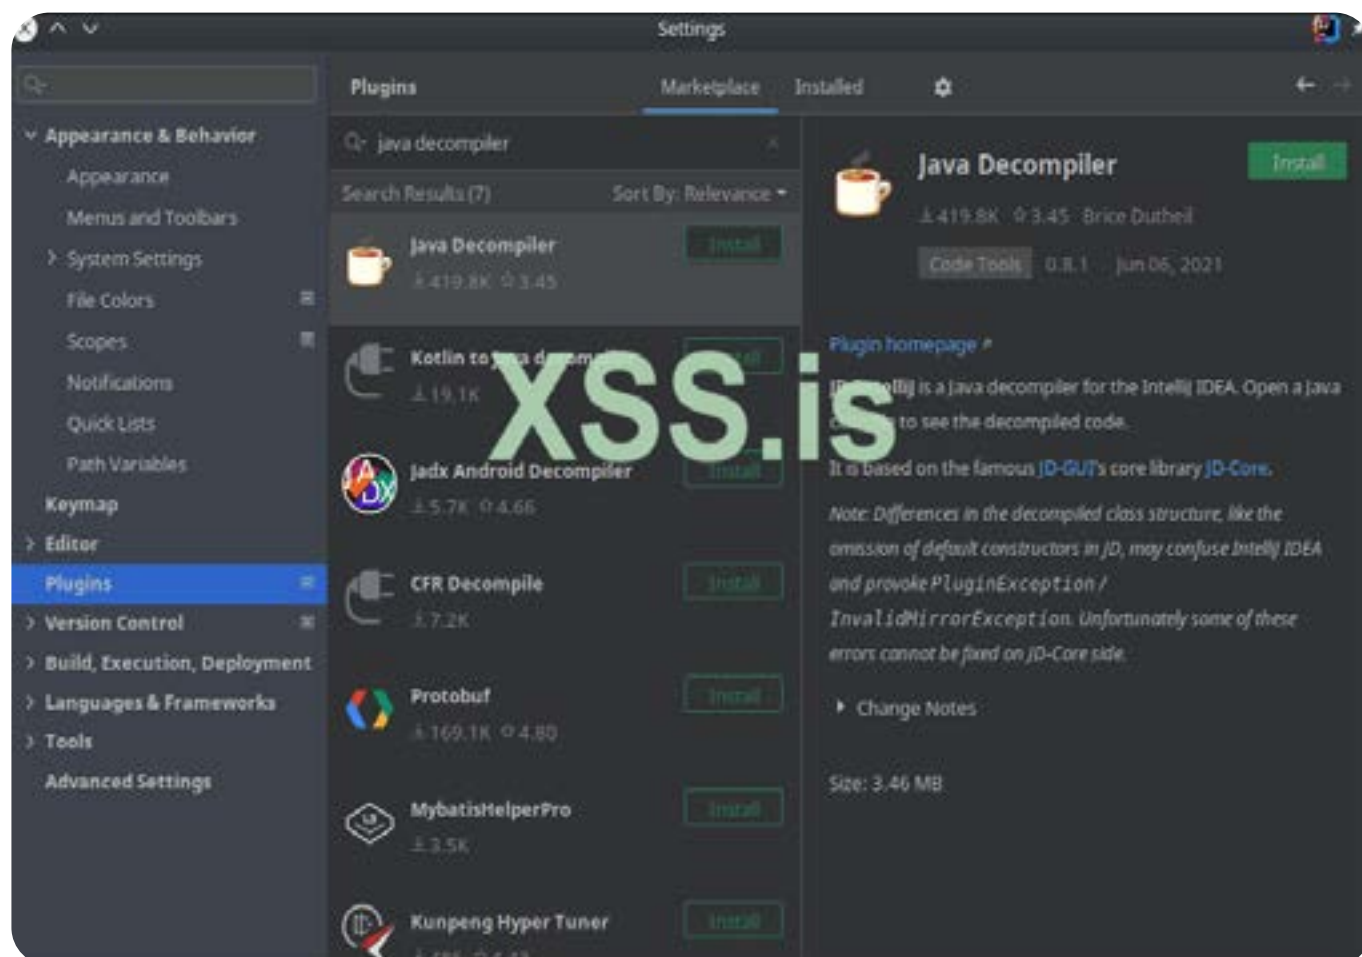 Settings
Plugins
Marketplace
Installed
Appearance & Behavior
Appearance
Menus and Toolbars
System Settings
File Colors
Scopes
Notifications
Quick Lists
Path Variables
Keymap
Editor
Plugins
Version Control
Build, Execution, Deployment
Languages & Frameworks
Tools
Advanced Settings
java decompiler
Search Results (7)
Sort By: Relevance
Java Decompiler
Install
419.8K 3.45
Kotlin to
19.1K
Jadx Android Decompiler
Install
5.7K 4.66
CFR Decompile
Install
7.2K
Protobuf
Install
169.1K 4.80
MybatisHelperPro
Install
3.5K
Kunpeng Hyper Tuner
Install
Java Decompiler
Install
419.8K 3.45 Brice Dutheil
Code Tools 0.8.1 Jun 06, 2021
Plugin homepage
is a Java decompiler for the IntelliJ IDEA. Open a Java
to see the decompiled code.
It is based on the famous JD-GUI's core library JD-Core.
Note: Differences in the decompiled class structure, like the
omission of default constructors in JD, may confuse IntelliJ IDEA
and provoke PluginException /
InvalidMirrorException. Unfortunately some of these
errors cannot be fixed on JD-Core side.
Change Notes
Size: 3.46 MB
XSS.is